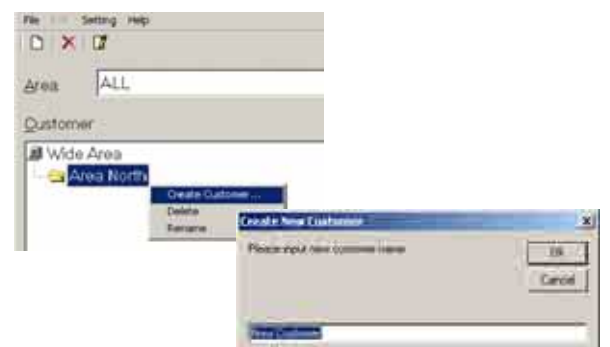 File Setting Help
Area ALL
Customer
Wide Area
Area North
Create Customer...
Delete
Rename
Create New Customer
Please input new customer name
OK
Cancel
New Customer